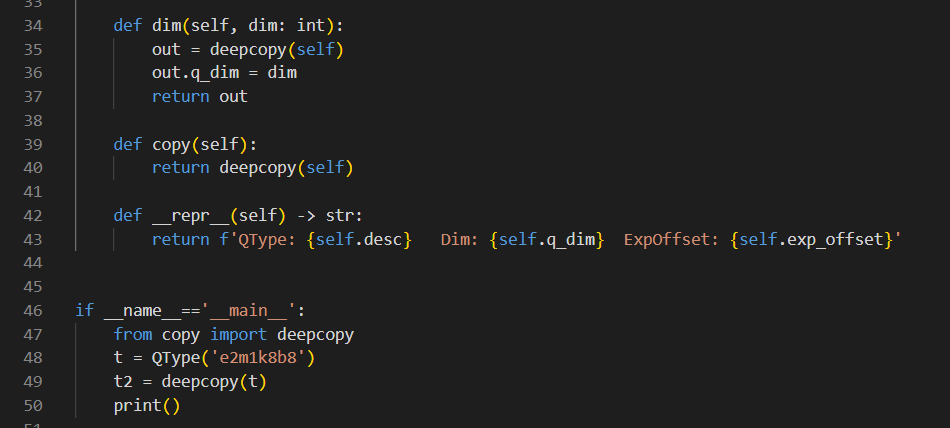 33
34 def dim(self, dim: int):
35 out = deepcopy(self)
36 out.q_dim = dim
37 return out
38
39 def copy(self):
40 return deepcopy(self)
41
42 def __repr__(self) -> str:
43 return f'QType: {self.desc}   Dim: {self.q_dim}  ExpOffset: {self.exp_offset}'
44
45
46 if __name__=='__main__':
47 from copy import deepcopy
48 t = QType('e2m1k8b8')
49 t2 = deepcopy(t)
50 print()
51